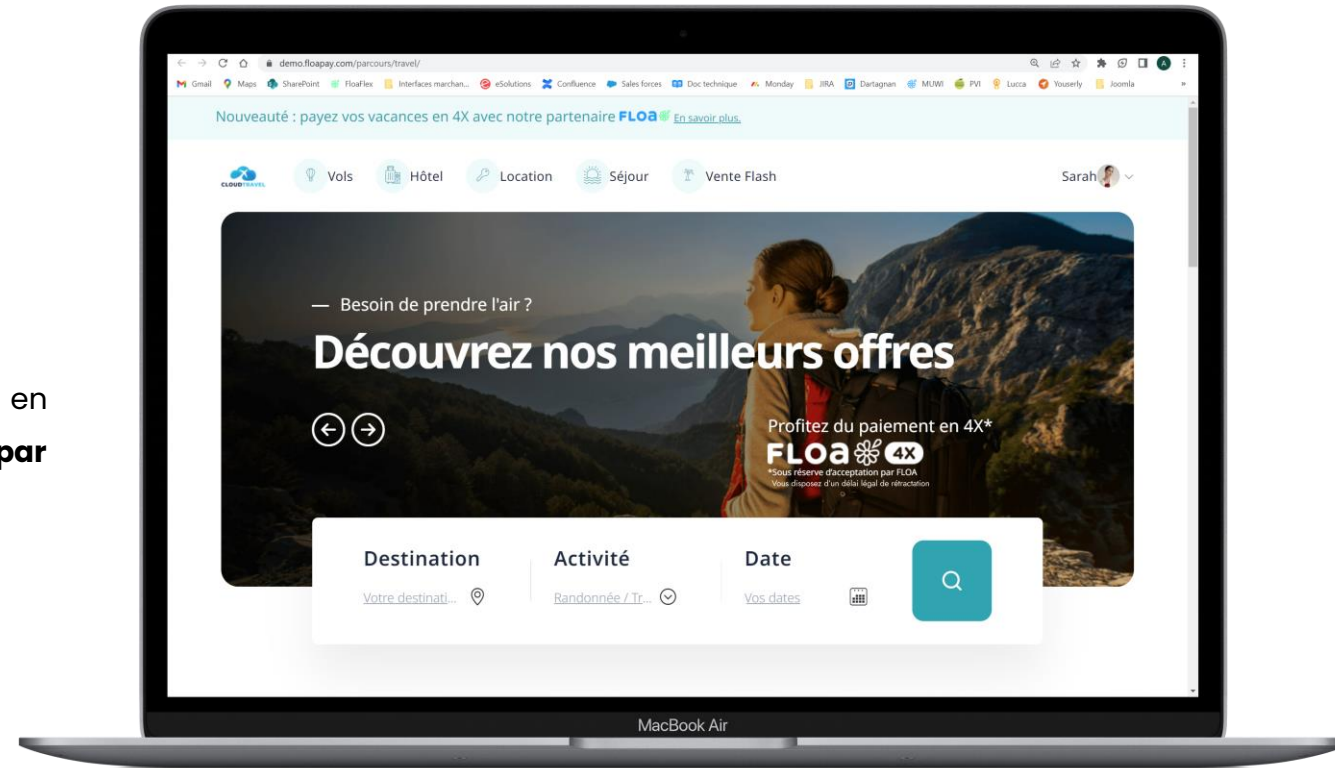 demo.floapay.com/parcours/travel/
Gmail Maps SharePoint FloaFlex Interfaces marchan... eSolutions Confluence Sales forces Doc technique Monday JIRA Dartagnan MUWI PVI Lucca Youserly Joomla »
Nouveauté : payez vos vacances en 4X avec notre partenaire FLOa En savoir plus.
CLOUDTRAVEL Vols Hôtel Location Séjour Vente Flash Sarah
— Besoin de prendre l'air ?
Découvrez nos meilleurs offres
en
par
Profitez du paiement en 4X*
FLOa 4X
*Sous réserve d'acceptation par FLOA
Vous disposez d'un délai légal de rétractation
Destination Activité Date
Votre destinati... Randonnée / Tr... Vos dates
MacBook Air